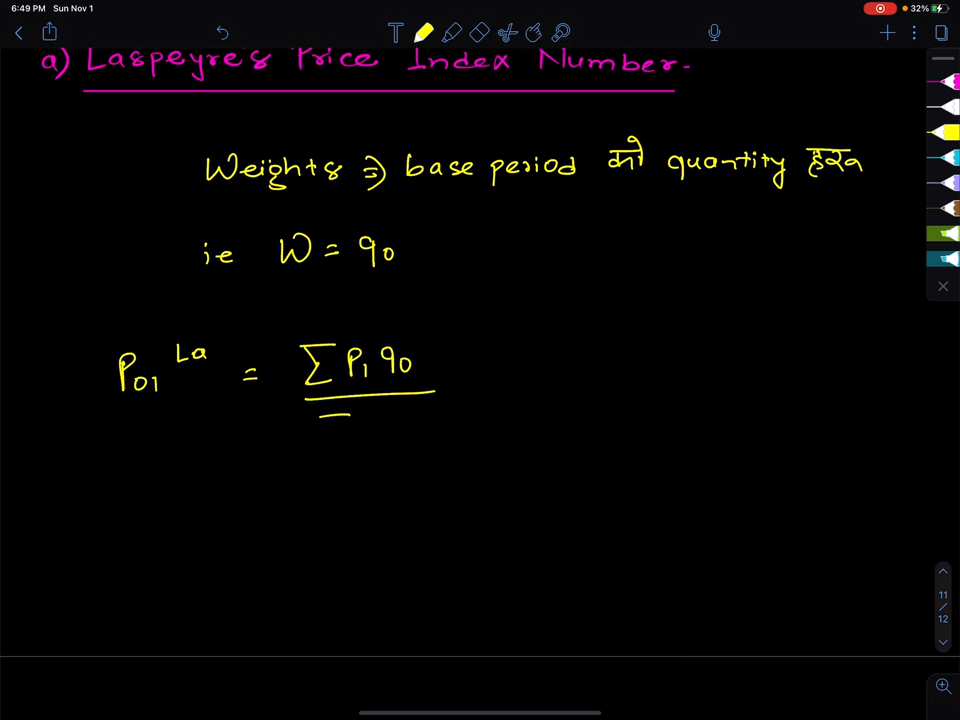 6:49 PM Sun Nov 1
32%
a) Laspeyre's Price Index Number.
Weights ⇒ base period को quantity हरू
ie W = q0
P01 La = ∑ P1 q0
11
/
12